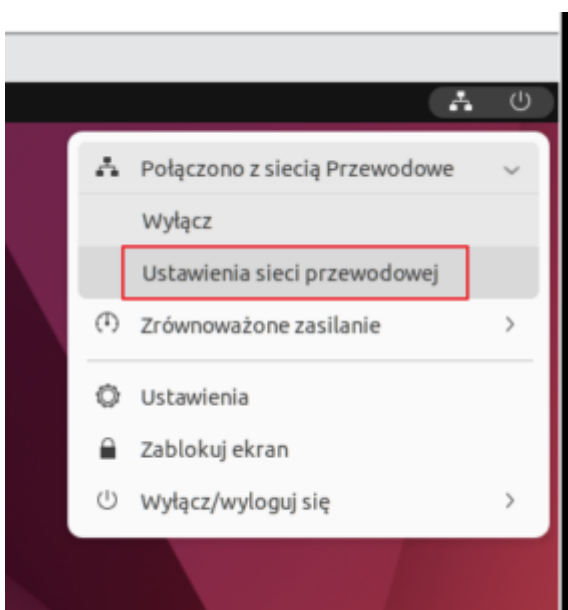 Połączono z siecią Przewodowe
Wyłącz
Ustawienia sieci przewodowej
Zrównoważone zasilanie
Ustawienia
Zablokuj ekran
Wyłącz/wyloguj się